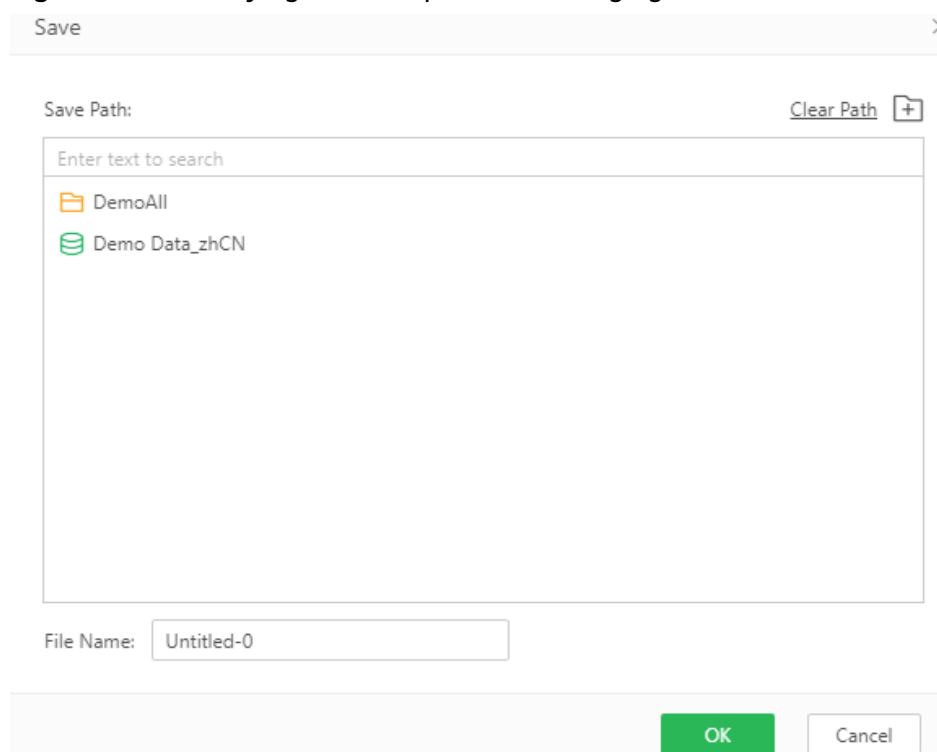 Save
Save Path:
Clear Path
Enter text to search
DemoAll
Demo Data_zhCN
File Name:
Untitled-0
OK
Cancel